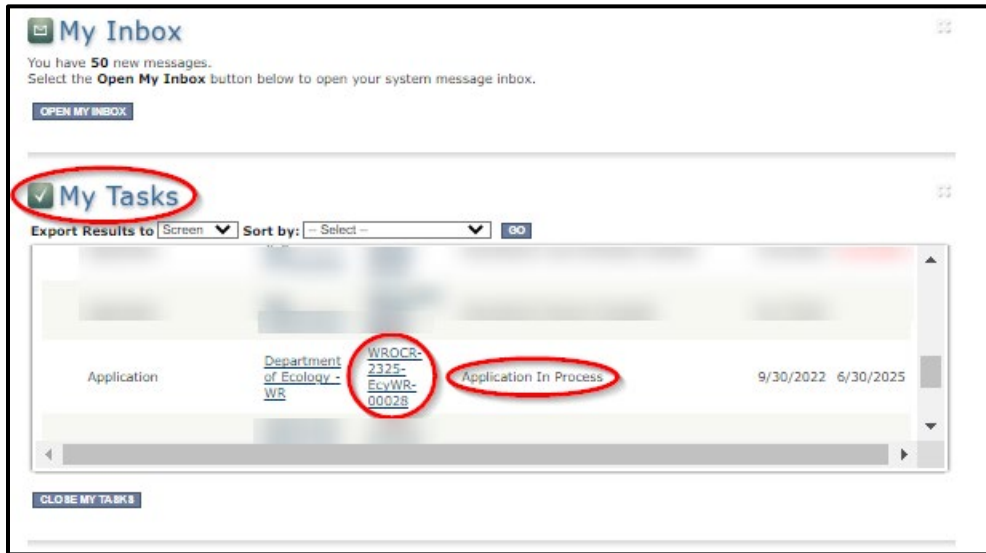 My Inbox
You have 50 new messages.
Select the Open My Inbox button below to open your system message inbox.
OPEN MY INBOX
My Tasks
Export Results to Screen Sort by: -- Select -- GO
Application Department of Ecology - WR WROCR-2325-EcyWR-00028 Application In Process 9/30/2022 6/30/2025
CLOSE MY TASKS